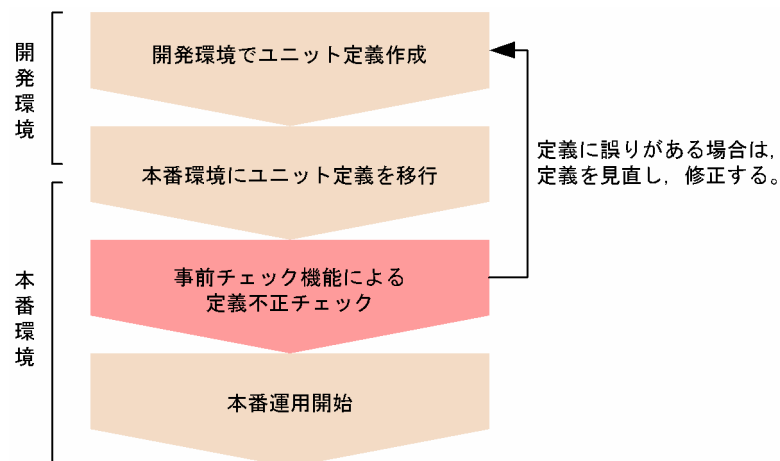 開発環境
開発環境でユニット定義作成
本番環境にユニット定義を移行
定義に誤りがある場合は，
定義を見直し，修正する。
本番環境
事前チェック機能による
定義不正チェック
本番運用開始